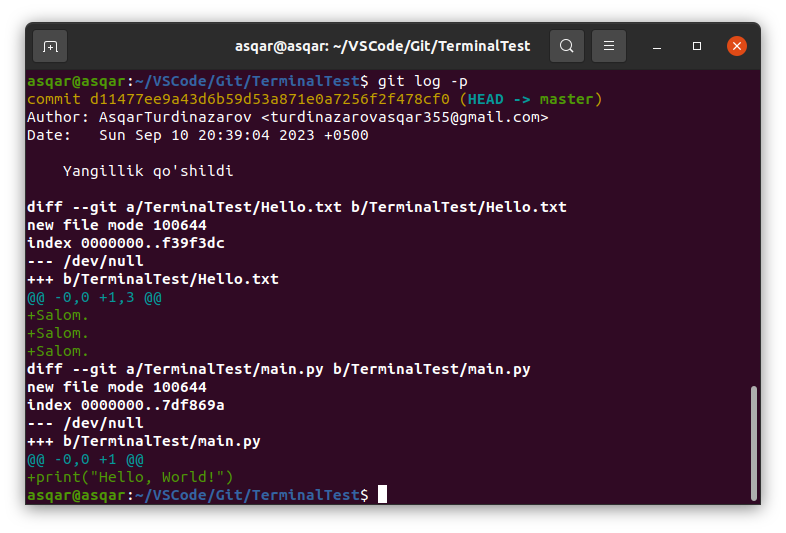 asqar@asqar: ~/VSCode/Git/TerminalTest
asqar@asqar:~/VSCode/Git/TerminalTest$ git log -p
commit d11477ee9a43d6b59d53a871e0a7256f2f478cf0 (HEAD -> master)
Author: AsqarTurdinazarov <turdinazarovasqar355@gmail.com>
Date:   Sun Sep 10 20:39:04 2023 +0500
    Yangillik qo'shildi
diff --git a/TerminalTest/Hello.txt b/TerminalTest/Hello.txt
new file mode 100644
index 0000000..f39f3dc
--- /dev/null
+++ b/TerminalTest/Hello.txt
@@ -0,0 +1,3 @@
+Salom.
+Salom.
+Salom.
diff --git a/TerminalTest/main.py b/TerminalTest/main.py
new file mode 100644
index 0000000..7df869a
--- /dev/null
+++ b/TerminalTest/main.py
@@ -0,0 +1 @@
+print("Hello, World!")
asqar@asqar:~/VSCode/Git/TerminalTest$